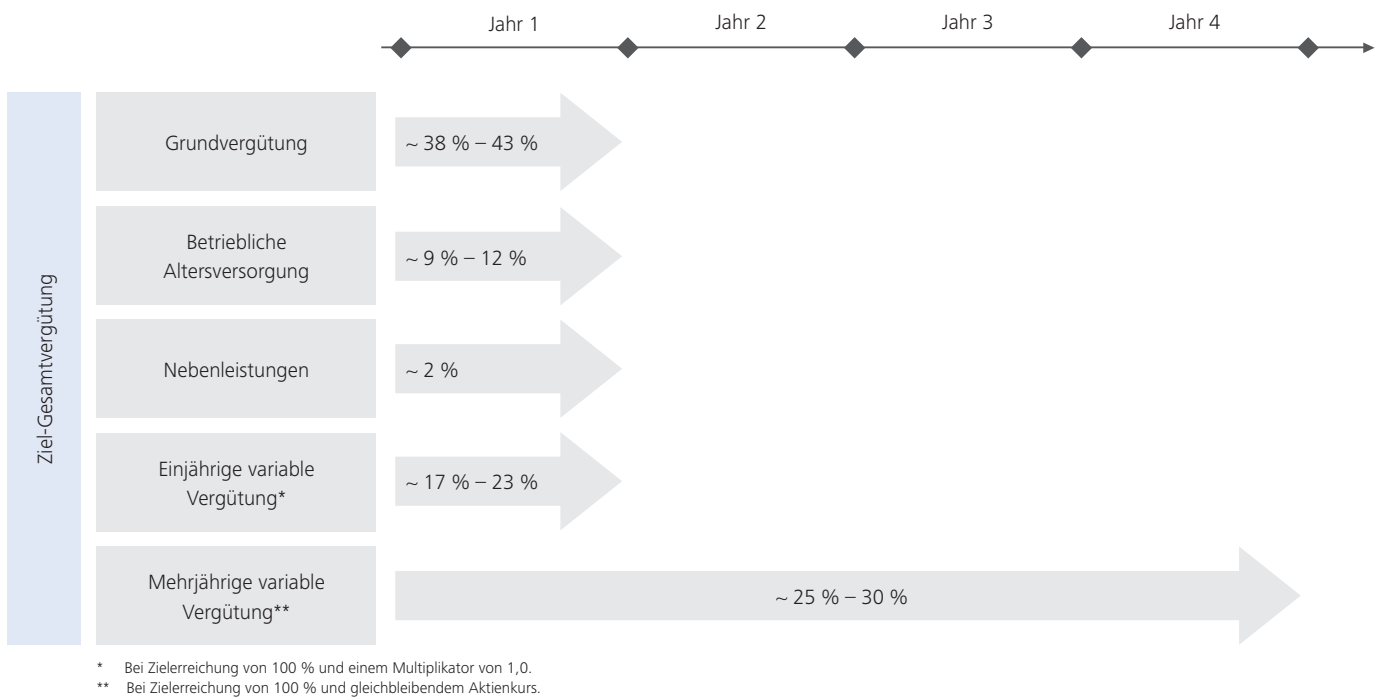 Jahr 1 Jahr 2 Jahr 3 Jahr 4
Ziel-Gesamtvergütung
Grundvergütung
~ 38 % – 43 %
Betriebliche
Altersversorgung
~ 9 % – 12 %
Nebenleistungen
~ 2 %
Einjährige variable
Vergütung*
~ 17 % – 23 %
Mehrjährige variable
Vergütung**
~ 25 % – 30 %
* Bei Zielerreichung von 100 % und einem Multiplikator von 1,0.
** Bei Zielerreichung von 100 % und gleichbleibendem Aktienkurs.